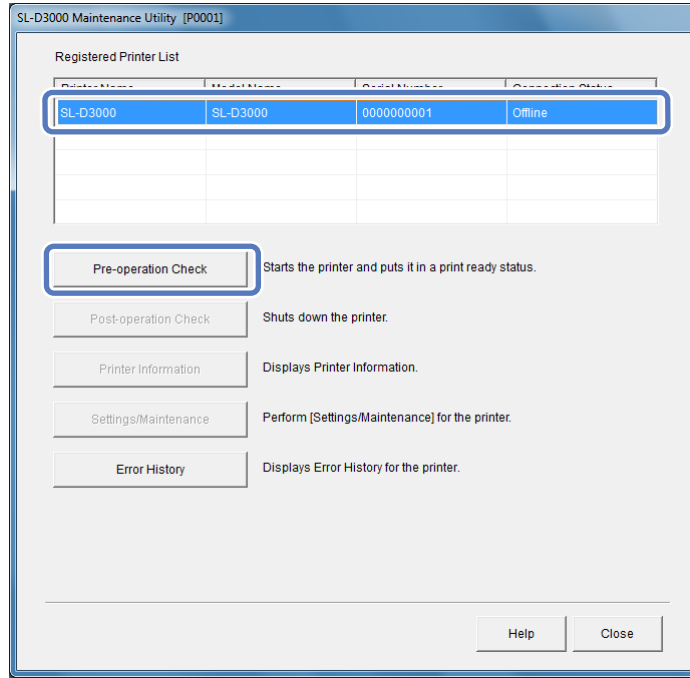 SL-D3000 Maintenance Utility [P0001]
Registered Printer List
Printer Name Model Name Serial Number Connection Status
SL-D3000 SL-D3000 0000000001 Offline
Pre-operation Check Starts the printer and puts it in a print ready status.
Post-operation Check Shuts down the printer.
Printer Information Displays Printer Information.
Settings/Maintenance Perform [Settings/Maintenance] for the printer.
Error History Displays Error History for the printer.
Help Close